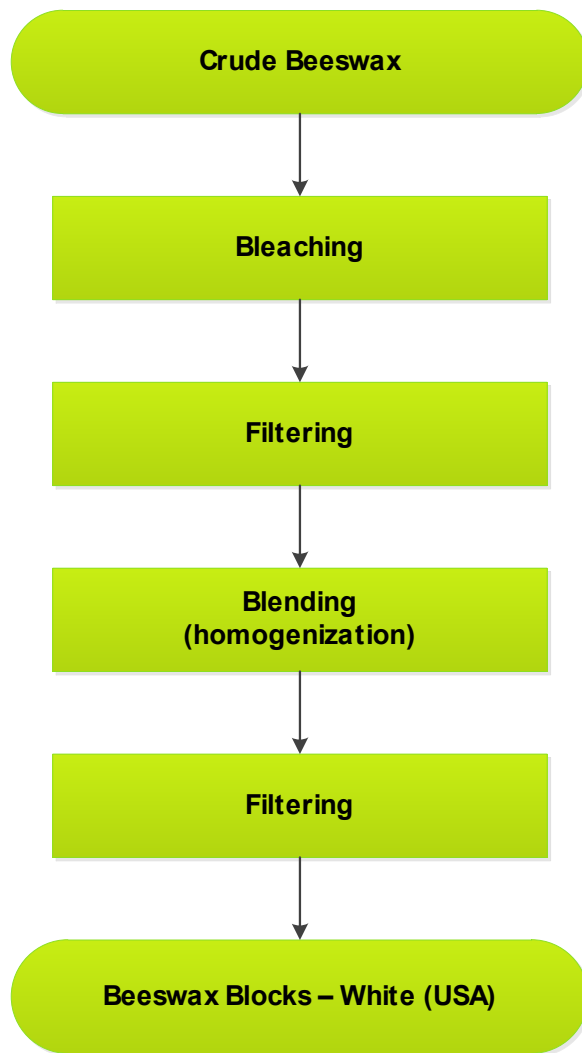 Crude Beeswax
Bleaching
Filtering
Blending
(homogenization)
Filtering
Beeswax Blocks – White (USA)